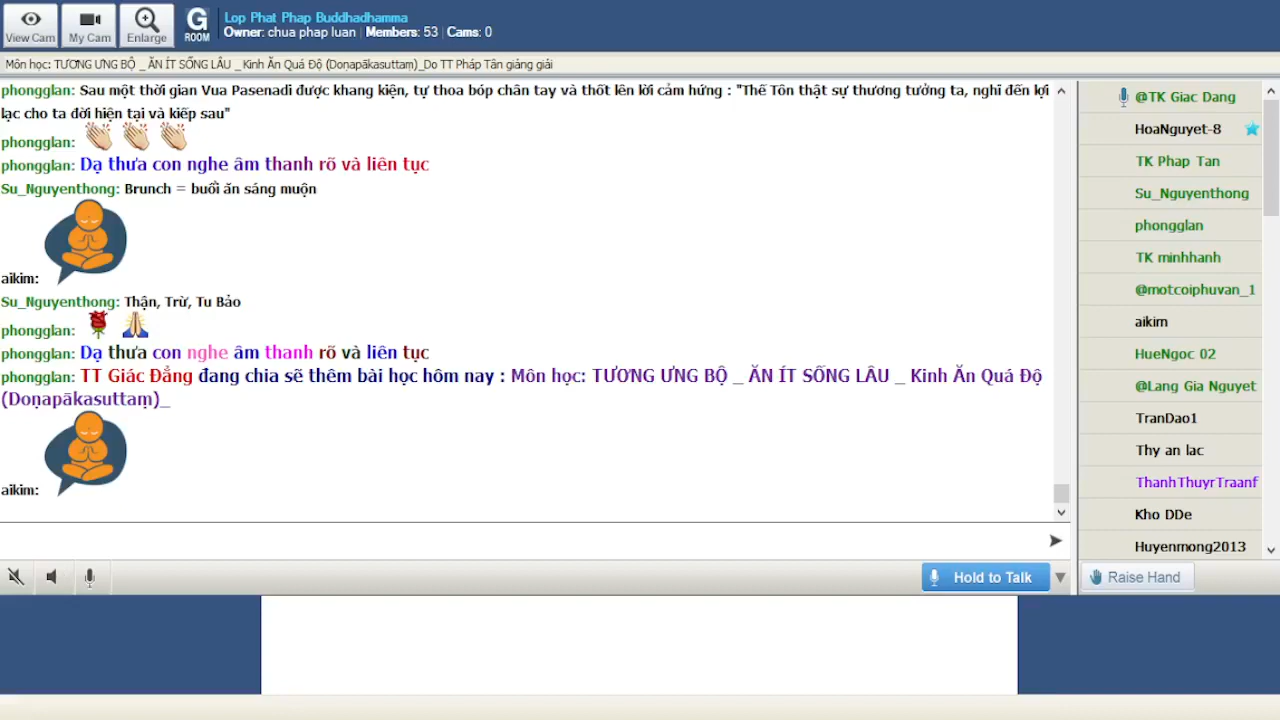 View Cam
My Cam
Enlarge
G
ROOM
Lop Phat Phap Buddhadhamma
Owner: chua phap luan | Members: 53 | Cams: 0
Môn học: TƯƠNG ƯNG BỘ _ ĂN ÍT SỐNG LÂU _ Kinh Ăn Quá Độ (Doṇapākasuttaṃ)_Do TT Pháp Tân giảng giải
phongglan: Sau một thời gian Vua Pasenadi được khang kiện, tự thoa bóp chân tay và thốt lên lời cảm hứng : "Thế Tôn thật sự thương tưởng ta, nghĩ đến lợi
lạc cho ta đời hiện tại và kiếp sau"
phongglan:
phongglan: Dạ thưa con nghe âm thanh rõ và liên tục
Su_Nguyenthong: Brunch = buổi ăn sáng muộn
aikim:
Su_Nguyenthong: Thận, Trừ, Tu Bảo
phongglan:
phongglan: Dạ thưa con nghe âm thanh rõ và liên tục
phongglan: TT Giác Đẳng đang chia sẽ thêm bài học hôm nay : Môn học: TƯƠNG ƯNG BỘ _ ĂN ÍT SỐNG LÂU _ Kinh Ăn Quá Độ
(Doṇapākasuttaṃ)_
aikim:
Hold to Talk
@TK Giac Dang
HoaNguyet-8
TK Phap Tan
Su_Nguyenthong
phongglan
TK minhhanh
@motcoiphuvan_1
aikim
HueNgoc 02
@Lang Gia Nguyet
TranDao1
Thy an lac
ThanhThuyrTraanf
Kho DDe
Huyenmong2013
Raise Hand